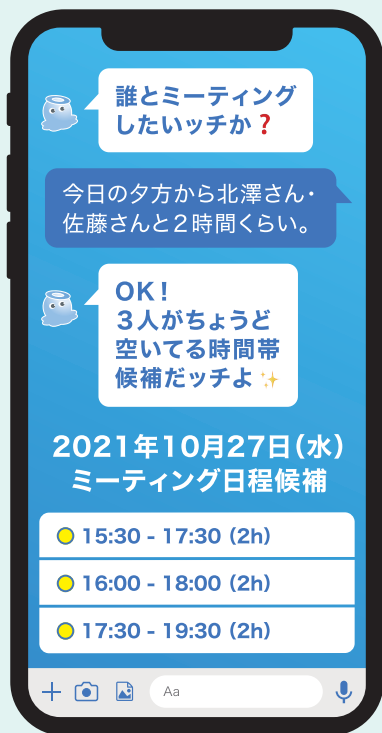 誰とミーティング
したいッチか❓
今日の夕方から北澤さん・
佐藤さんと2時間くらい。
OK！
３人がちょうど
空いてる時間帯
候補だッチよ✨
2021年10月27日(水)
ミーティング日程候補
15:30 - 17:30 (2h)
16:00 - 18:00 (2h)
17:30 - 19:30 (2h)
Aa